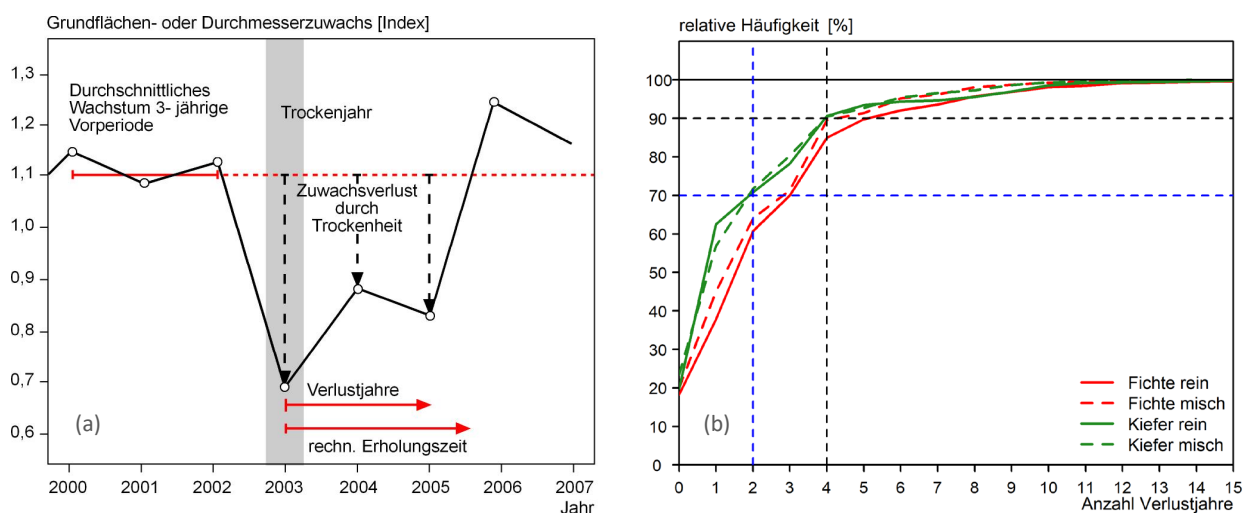 Grundflächen- oder Durchmesserzuwachs [Index]
1,3
1,2
1,1
1,0
0,9
0,8
0,7
0,6
Durchschnittliches
Wachstum 3- jährige
Vorperiode
Trockenjahr
Zuwachsverlust
durch
Trockenheit
Verlustjahre
rechn. Erholungszeit
(a)
2000 2001 2002 2003 2004 2005 2006 2007
Jahr
relative Häufigkeit [%]
100
90
80
70
60
50
40
30
20
10
0
Fichte rein
Fichte misch
Kiefer rein
Kiefer misch
(b)
0 1 2 3 4 5 6 7 8 9 10 11 12 13 14 15
Anzahl Verlustjahre